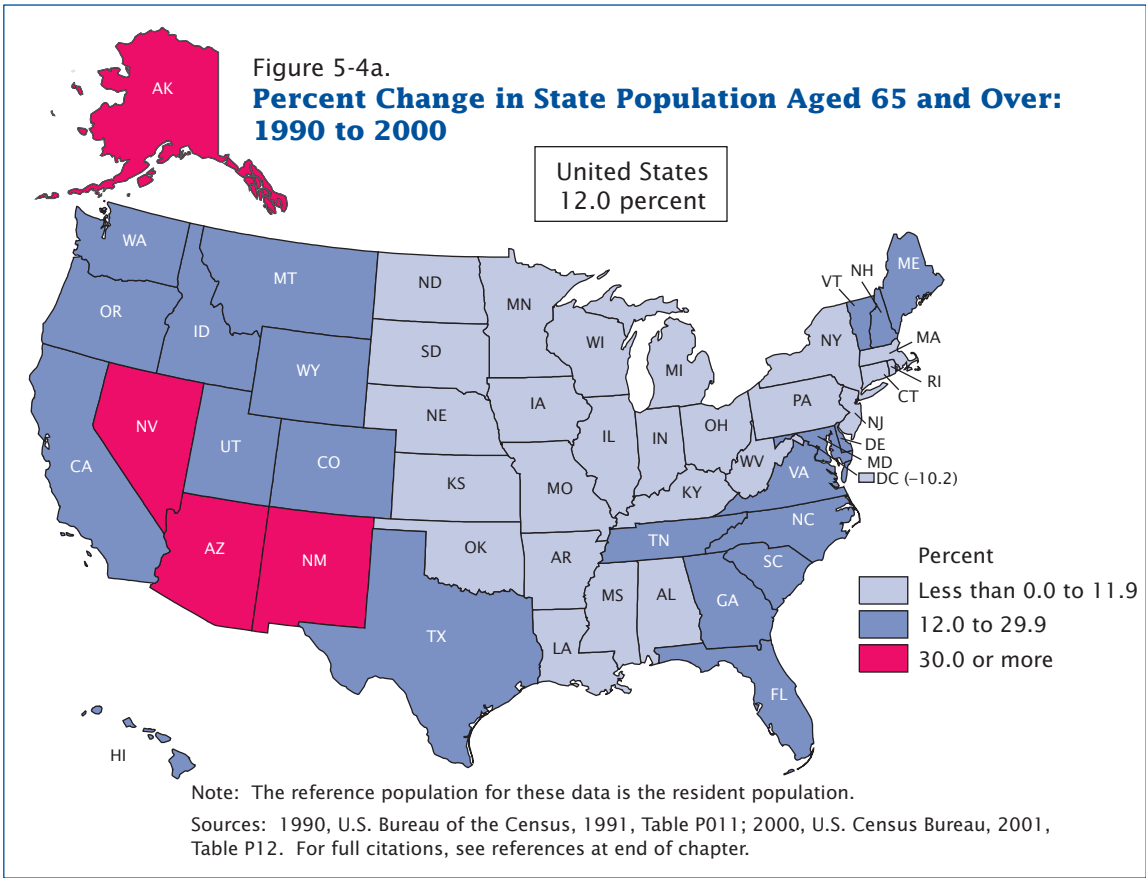 Figure 5-4a.
Percent Change in State Population Aged 65 and Over:
1990 to 2000
United States
12.0 percent
AK
WA
MT
ND
MN
ME
NH
VT
OR
ID
WY
SD
WI
MI
NY
MA
RI
CT
NV
UT
CO
NE
IA
IL
IN
OH
PA
NJ
DE
MD
DC (–10.2)
CA
KS
MO
WV
KY
VA
AZ
NM
OK
AR
TN
NC
SC
TX
LA
MS
AL
GA
FL
HI
Percent
Less than 0.0 to 11.9
12.0 to 29.9
30.0 or more
Note: The reference population for these data is the resident population.
Sources: 1990, U.S. Bureau of the Census, 1991, Table P011; 2000, U.S. Census Bureau, 2001,
Table P12. For full citations, see references at end of chapter.